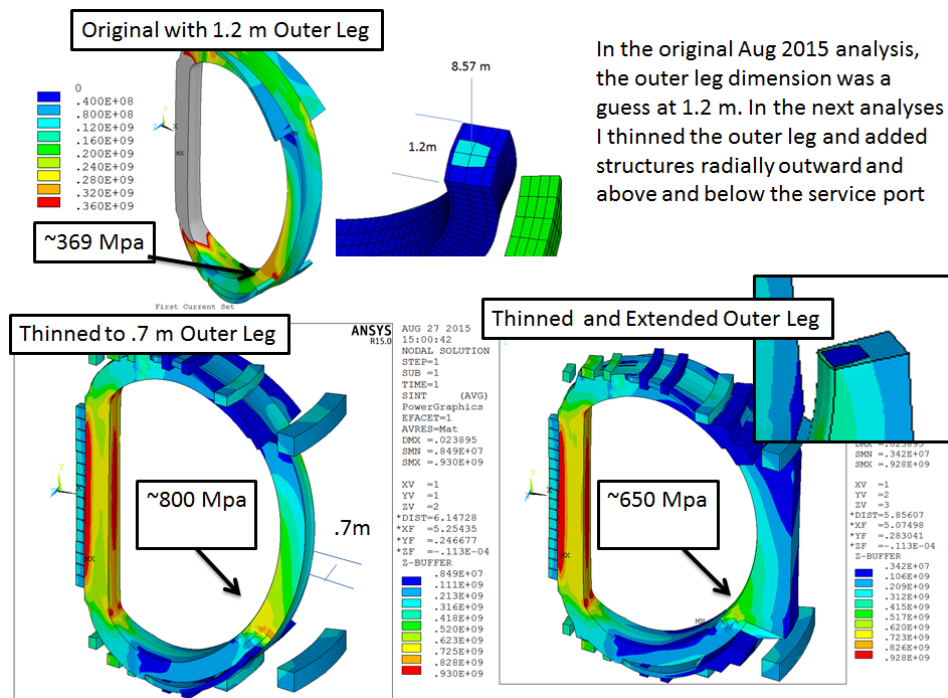 Original with 1.2 m Outer Leg
0
.400E+08
.800E+08
.120E+09
.160E+09
.200E+09
.240E+09
.280E+09
.320E+09
.360E+09
X
MX
~369 Mpa
First Current Set
8.57 m
1.2m
In the original Aug 2015 analysis,
the outer leg dimension was a
guess at 1.2 m. In the next analyses
I thinned the outer leg and added
structures radially outward and
above and below the service port
Thinned to .7 m Outer Leg
ANSYS
R15.0
AUG 27 2015
15:00:42
NODAL SOLUTION
STEP=1
SUB =1
TIME=1
SINT (AVG)
PowerGraphics
EFACET=1
AVRES=Mat
DMX =.023895
SMN =.849E+07
SMX =.930E+09
XV =1
YV =1
ZV =2
*DIST=6.14728
*XF =5.25435
*YF =.246677
*ZF =-.113E-04
Z-BUFFER
.849E+07
.111E+09
.213E+09
.316E+09
.418E+09
.520E+09
.623E+09
.725E+09
.828E+09
.930E+09
Y
X
MX
~800 Mpa
.7m
Thinned and Extended Outer Leg
DMX =.023895
SMN =.342E+07
SMX =.928E+09
XV =1
YV =2
ZV =3
*DIST=5.85607
*XF =5.07498
*YF =.283041
*ZF =-.113E-04
Z-BUFFER
.342E+07
.106E+09
.209E+09
.312E+09
.415E+09
.517E+09
.620E+09
.723E+09
.826E+09
.928E+09
Y
X
MX
~650 Mpa